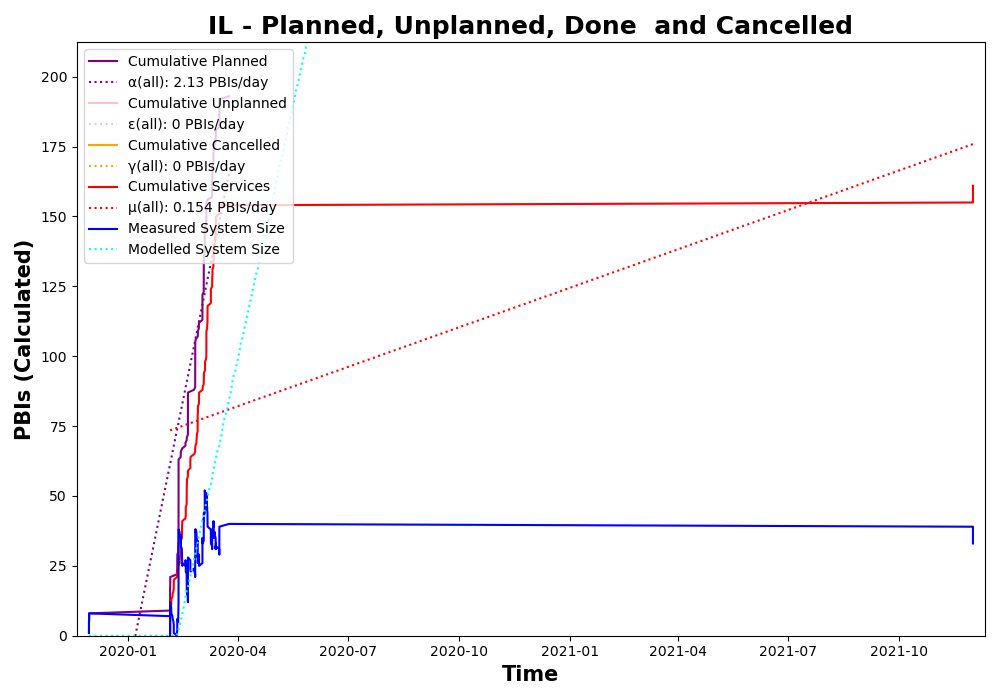 IL - Planned, Unplanned, Done  and Cancelled
PBIs (Calculated)
200
175
150
125
100
75
50
25
0
Cumulative Planned
α(all): 2.13 PBIs/day
Cumulative Unplanned
ε(all): 0 PBIs/day
Cumulative Cancelled
γ(all): 0 PBIs/day
Cumulative Services
μ(all): 0.154 PBIs/day
Measured System Size
Modelled System Size
2020-01 2020-04 2020-07 2020-10 2021-01 2021-04 2021-07 2021-10
Time